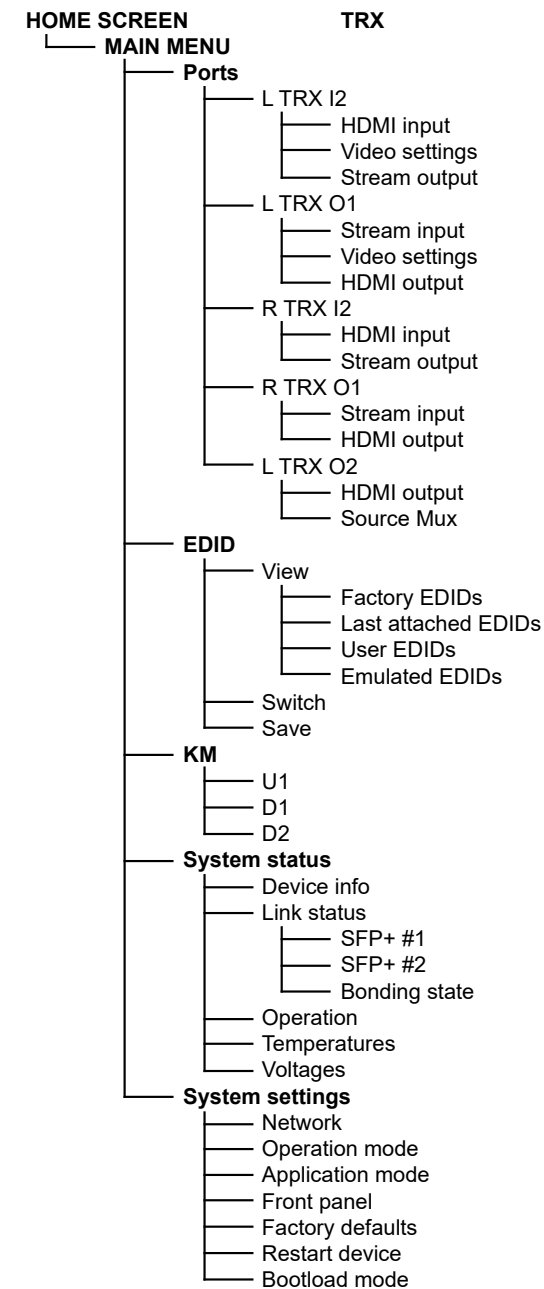 HOME SCREEN TRX
MAIN MENU
Ports
L TRX I2
HDMI input
Video settings
Stream output
L TRX O1
Stream input
Video settings
HDMI output
R TRX I2
HDMI input
Stream output
R TRX O1
Stream input
HDMI output
L TRX O2
HDMI output
Source Mux
EDID
View
Factory EDIDs
Last attached EDIDs
User EDIDs
Emulated EDIDs
Switch
Save
KM
U1
D1
D2
System status
Device info
Link status
SFP+ #1
SFP+ #2
Bonding state
Operation
Temperatures
Voltages
System settings
Network
Operation mode
Application mode
Front panel
Factory defaults
Restart device
Bootload mode